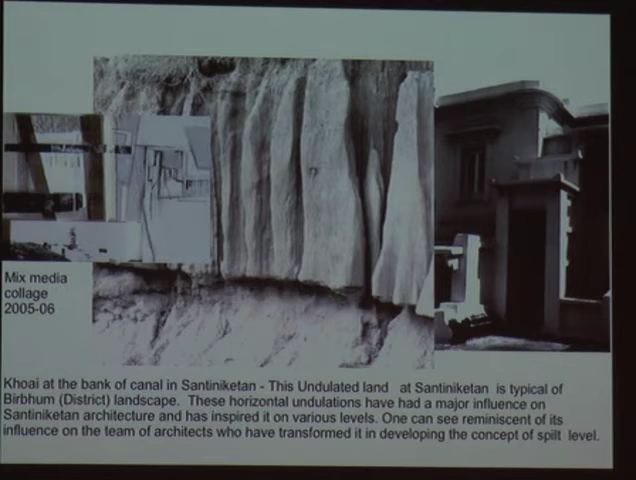 Mix media
collage
2005-06
Khoai at the bank of canal in Santiniketan - This Undulated land at Santiniketan is typical of
Birbhum (District) landscape. These horizontal undulations have had a major influence on
Santiniketan architecture and has inspired it on various levels. One can see reminiscent of its
influence on the team of architects who have transformed it in developing the concept of spilt level.